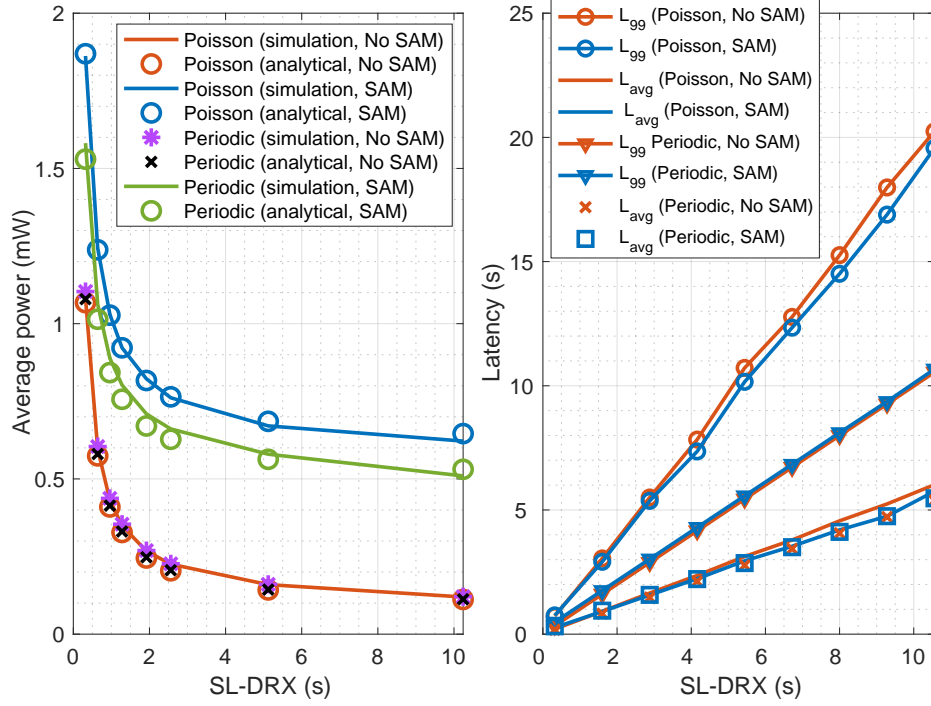 2
1.5
1
0.5
0
Average power (mW)
Poisson (simulation, No SAM)
Poisson (analytical, No SAM)
Poisson (simulation, SAM)
Poisson (analytical, SAM)
Periodic (simulation, No SAM)
Periodic (analytical, No SAM)
Periodic (simulation, SAM)
Periodic (analytical, SAM)
0 2 4 6 8 10
SL-DRX (s)
25
20
15
10
5
0
Latency (s)
L99 (Poisson, No SAM)
L99 (Poisson, SAM)
Lavg (Poisson, No SAM)
Lavg (Poisson, SAM)
L99 Periodic, No SAM)
L99 (Periodic, SAM)
Lavg (Periodic, No SAM)
Lavg (Periodic, SAM)
0 2 4 6 8 10
SL-DRX (s)